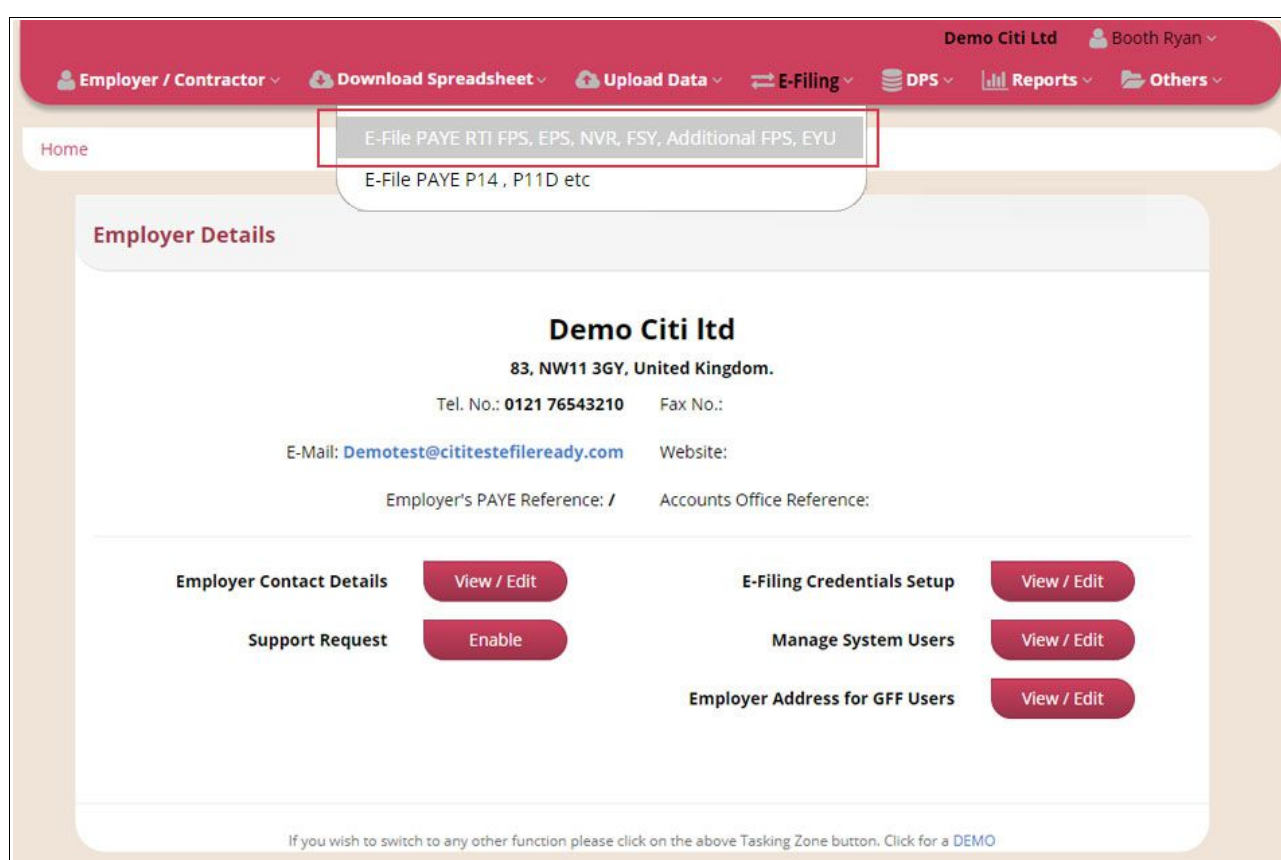 Demo Citi Ltd Booth Ryan
Employer / Contractor Download Spreadsheet Upload Data E-Filing DPS Reports Others
E-File PAYE RTI FPS, EPS, NVR, FSY, Additional FPS, EYU
Home
E-File PAYE P14 , P11D etc
Employer Details
Demo Citi ltd
83, NW11 3GY, United Kingdom.
Tel. No.: 0121 76543210 Fax No.:
E-Mail: Demotest@cititestefileready.com Website:
Employer's PAYE Reference: / Accounts Office Reference:
Employer Contact Details View / Edit E-Filing Credentials Setup View / Edit
Support Request Enable Manage System Users View / Edit
Employer Address for GFF Users View / Edit
If you wish to switch to any other function please click on the above Tasking Zone button. Click for a DEMO